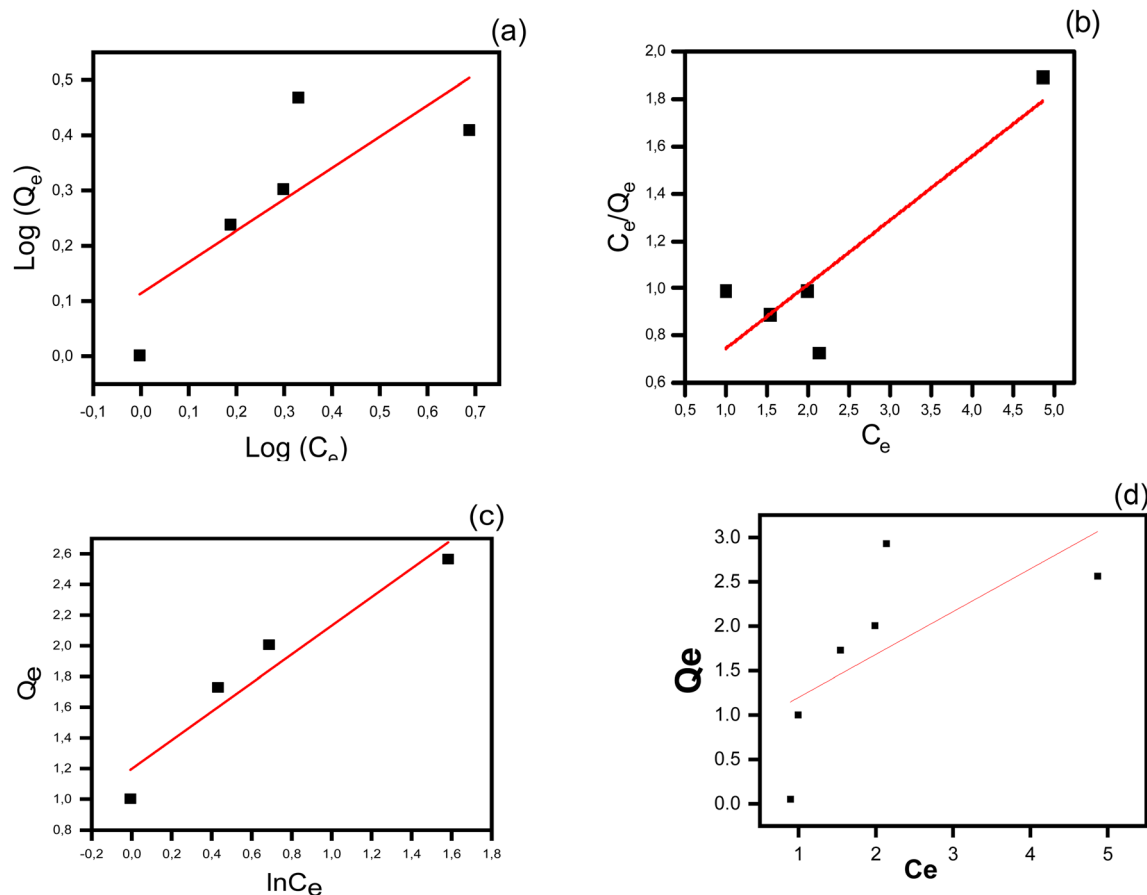 (a)
0,5
0,4
0,3
0,2
0,1
0,0
Log (Qe)
-0,1 0,0 0,1 0,2 0,3 0,4 0,5 0,6 0,7
Log (Ce)
(b)
2,0
1,8
1,6
1,4
1,2
1,0
0,8
0,6
Ce/Qe
0,5 1,0 1,5 2,0 2,5 3,0 3,5 4,0 4,5 5,0
Ce
(c)
2,6
2,4
2,2
2,0
1,8
1,6
1,4
1,2
1,0
0,8
Qe
-0,2 0,0 0,2 0,4 0,6 0,8 1,0 1,2 1,4 1,6 1,8
lnCe
(d)
3.0
2.5
2.0
1.5
1.0
0.5
0.0
Qe
1 2 3 4 5
Ce